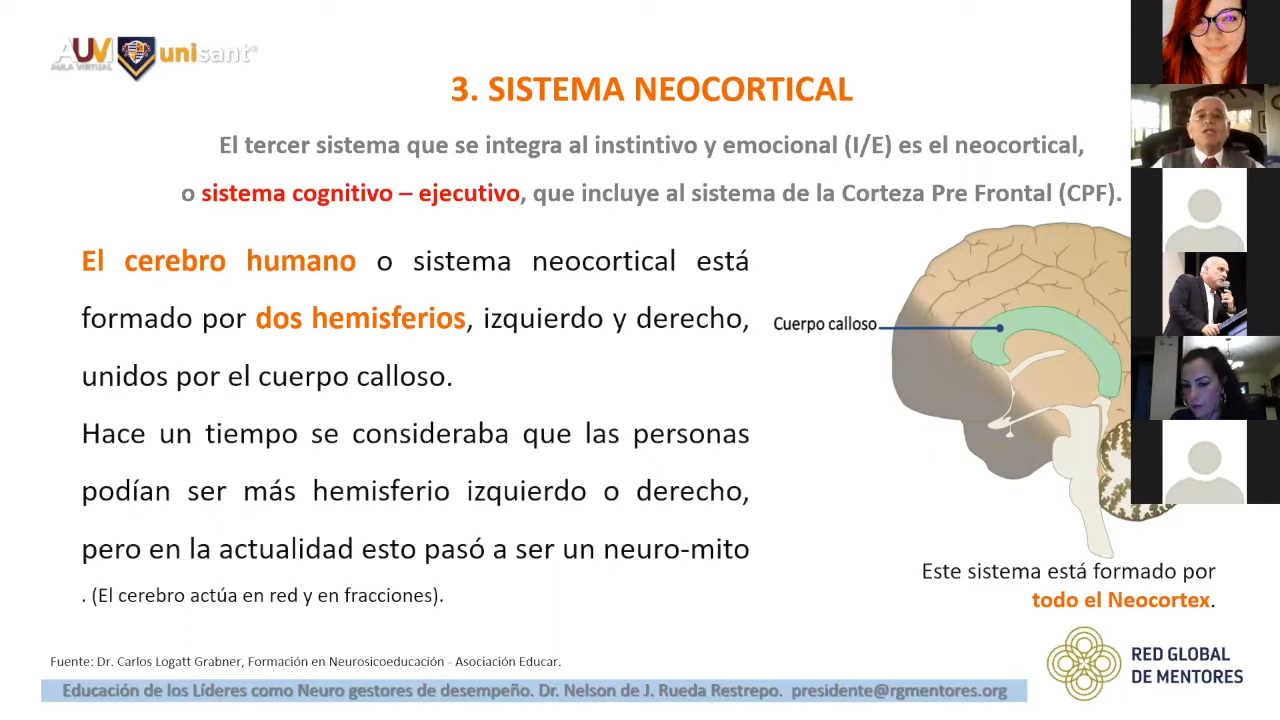 AUVI
AULA VIRTUAL
unisant®
3. SISTEMA NEOCORTICAL
El tercer sistema que se integra al instintivo y emocional (I/E) es el neocortical,
o sistema cognitivo – ejecutivo, que incluye al sistema de la Corteza Pre Frontal (CPF).
El cerebro humano o sistema neocortical está
formado por dos hemisferios, izquierdo y derecho,
unidos por el cuerpo calloso.
Hace un tiempo se consideraba que las personas
podían ser más hemisferio izquierdo o derecho,
pero en la actualidad esto pasó a ser un neuro-mito
. (El cerebro actúa en red y en fracciones).
Cuerpo calloso
Este sistema está formado por
todo el Neocortex.
Fuente: Dr. Carlos Logatt Grabner, Formación en Neurosicoeducación - Asociación Educar.
Educación de los Líderes como Neuro gestores de desempeño. Dr. Nelson de J. Rueda Restrepo. presidente@rgmentores.org
RED GLOBAL
DE MENTORES